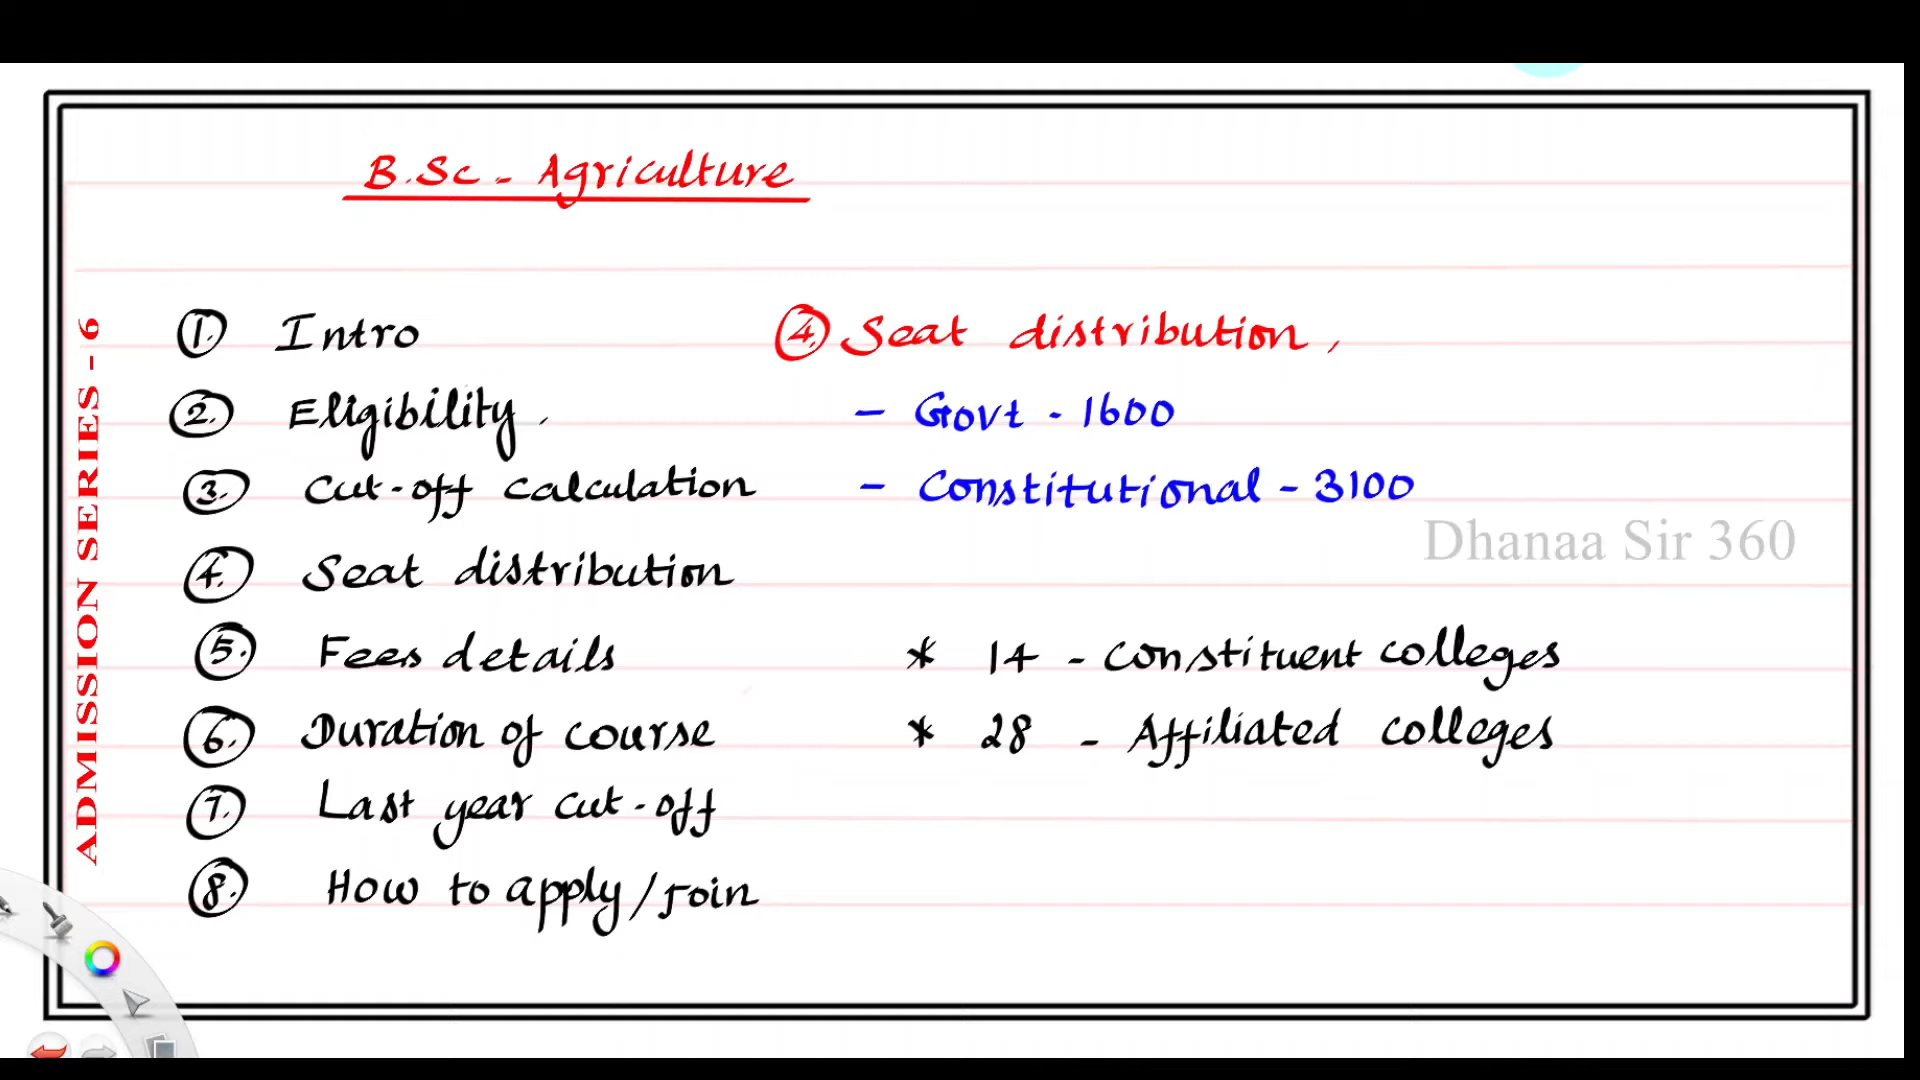 B.Sc - Agriculture
ADMISSION SERIES - 6
1. Intro
2. Eligibility.
3. Cut-off calculation
4. Seat distribution
5. Fees details
6. Duration of course
7. Last year cut-off
8. How to apply/join
4. Seat distribution,
- Govt - 1600
- Constitutional - 3100
Dhanaa Sir 360
* 14 - Constituent colleges
* 28 - Affiliated colleges